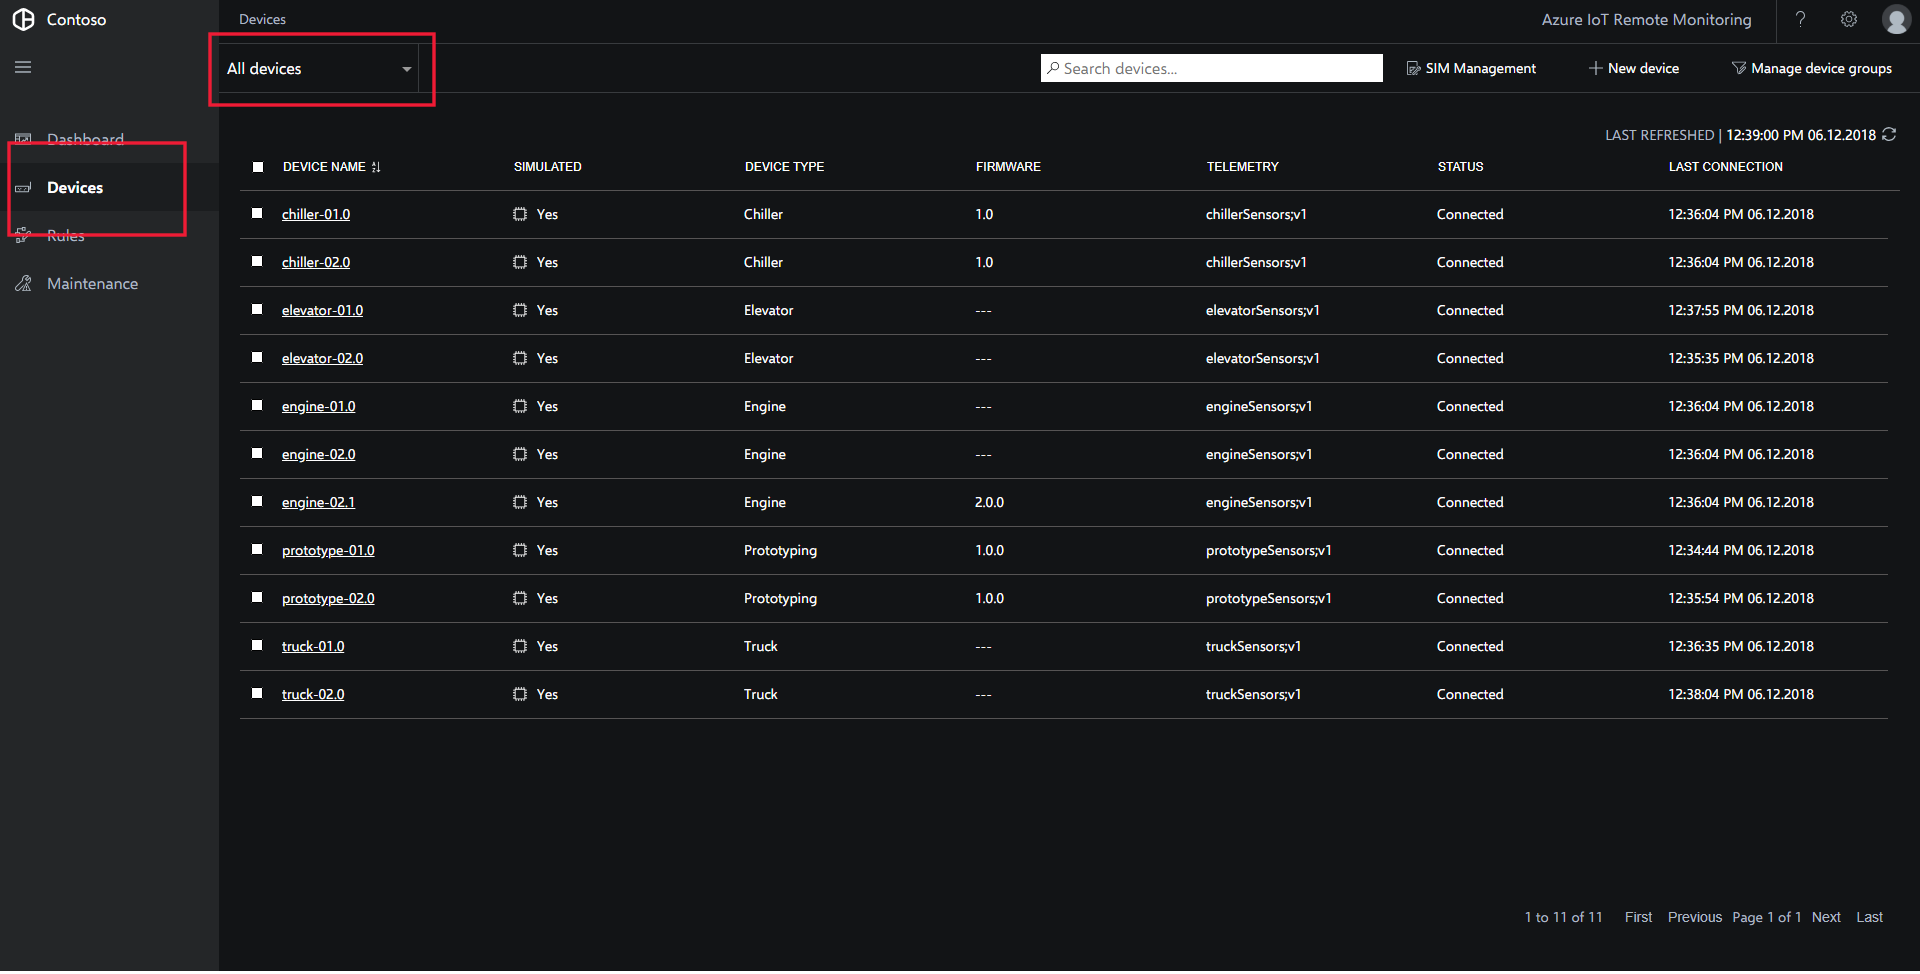 Contoso
Devices
Azure IoT Remote Monitoring
?
All devices
Search devices...
SIM Management
New device
Manage device groups
Dashboard
Devices
Rules
Maintenance
LAST REFRESHED | 12:39:00 PM 06.12.2018
DEVICE NAME SIMULATED DEVICE TYPE FIRMWARE TELEMETRY STATUS LAST CONNECTION
chiller-01.0 Yes Chiller 1.0 chillerSensors;v1 Connected 12:36:04 PM 06.12.2018
chiller-02.0 Yes Chiller 1.0 chillerSensors;v1 Connected 12:36:04 PM 06.12.2018
elevator-01.0 Yes Elevator --- elevatorSensors;v1 Connected 12:37:55 PM 06.12.2018
elevator-02.0 Yes Elevator --- elevatorSensors;v1 Connected 12:35:35 PM 06.12.2018
engine-01.0 Yes Engine --- engineSensors;v1 Connected 12:36:04 PM 06.12.2018
engine-02.0 Yes Engine --- engineSensors;v1 Connected 12:36:04 PM 06.12.2018
engine-02.1 Yes Engine 2.0.0 engineSensors;v1 Connected 12:36:04 PM 06.12.2018
prototype-01.0 Yes Prototyping 1.0.0 prototypeSensors;v1 Connected 12:34:44 PM 06.12.2018
prototype-02.0 Yes Prototyping 1.0.0 prototypeSensors;v1 Connected 12:35:54 PM 06.12.2018
truck-01.0 Yes Truck --- truckSensors;v1 Connected 12:36:35 PM 06.12.2018
truck-02.0 Yes Truck --- truckSensors;v1 Connected 12:38:04 PM 06.12.2018
1 to 11 of 11 First Previous Page 1 of 1 Next Last